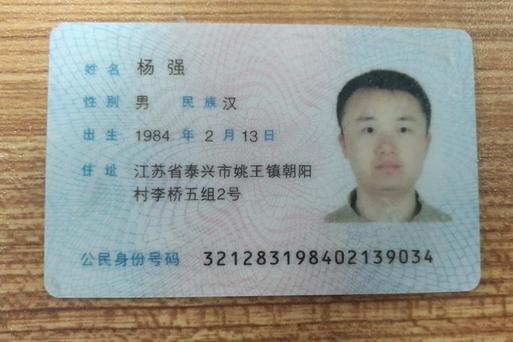 姓名 杨强
性别 男 民族 汉
出生 1984 年 2 月 13 日
住址 江苏省泰兴市姚王镇朝阳
村李桥五组2号
公民身份号码 321283198402139034